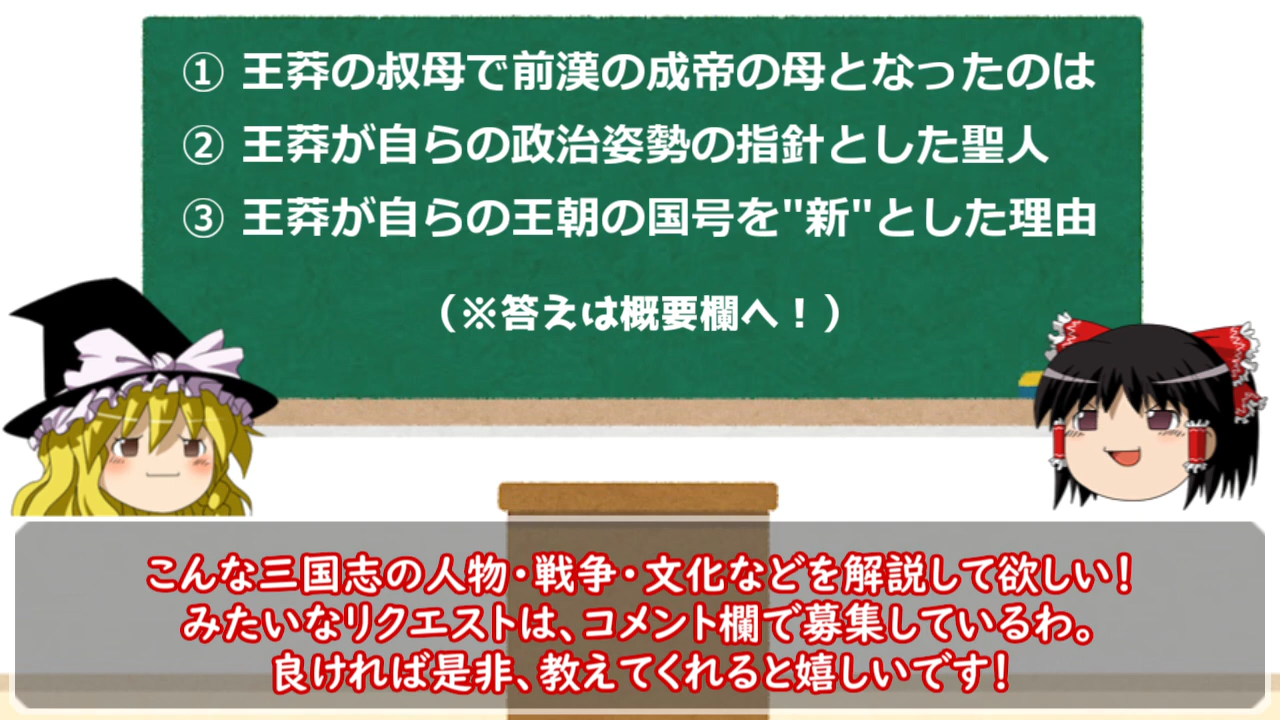 ① 王莽の叔母で前漢の成帝の母となったのは
② 王莽が自らの政治姿勢の指針とした聖人
③ 王莽が自らの王朝の国号を"新"とした理由
（※答えは概要欄へ！）
こんな三国志の人物・戦争・文化などを解説して欲しい！
みたいなリクエストは、コメント欄で募集しているわ。
良ければ是非、教えてくれると嬉しいです！